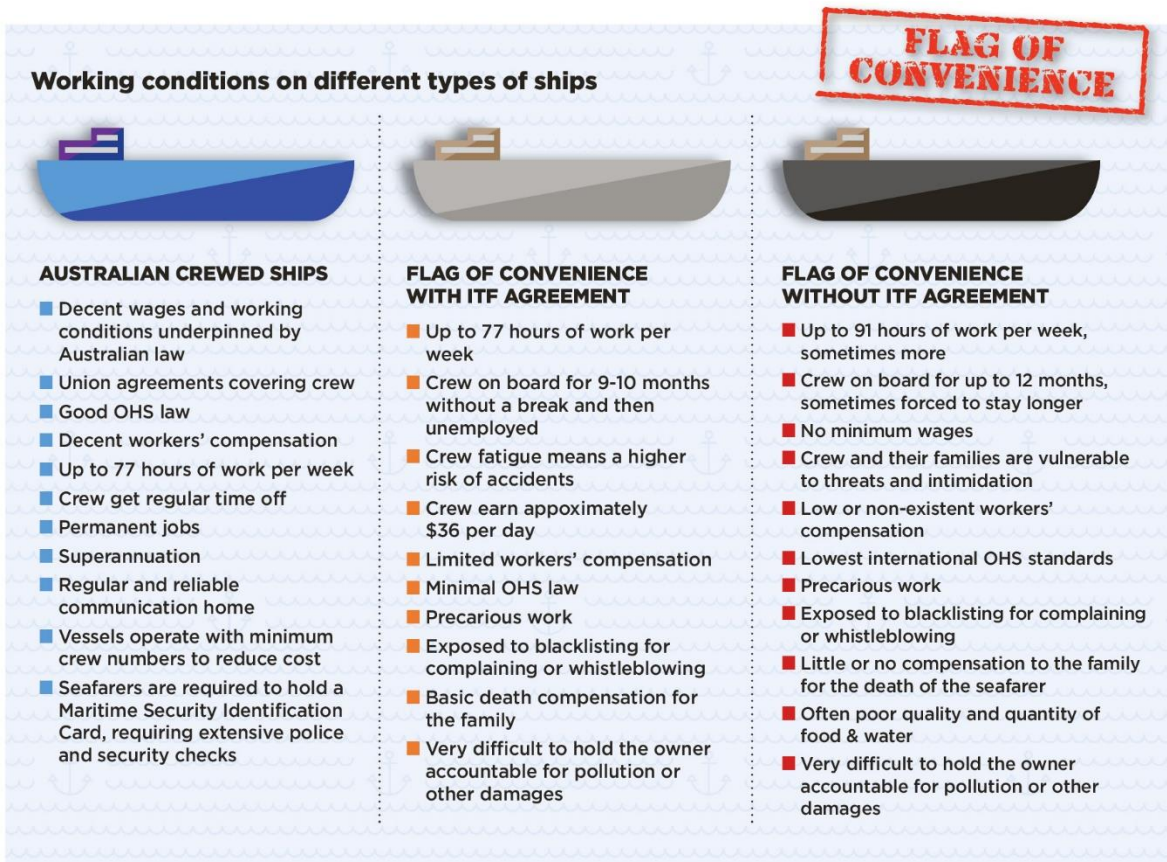 FLAG OF
CONVENIENCE
Working conditions on different types of ships
AUSTRALIAN CREWED SHIPS
Decent wages and working
conditions underpinned by
Australian law
Union agreements covering crew
Good OHS law
Decent workers' compensation
Up to 77 hours of work per week
Crew get regular time off
Permanent jobs
Superannuation
Regular and reliable
communication home
Vessels operate with minimum
crew numbers to reduce cost
Seafarers are required to hold a
Maritime Security Identification
Card, requiring extensive police
and security checks
FLAG OF CONVENIENCE
WITH ITF AGREEMENT
Up to 77 hours of work per
week
Crew on board for 9-10 months
without a break and then
unemployed
Crew fatigue means a higher
risk of accidents
Crew earn appoximately
$36 per day
Limited workers' compensation
Minimal OHS law
Precarious work
Exposed to blacklisting for
complaining or whistleblowing
Basic death compensation for
the family
Very difficult to hold the owner
accountable for pollution or
other damages
FLAG OF CONVENIENCE
WITHOUT ITF AGREEMENT
Up to 91 hours of work per week,
sometimes more
Crew on board for up to 12 months,
sometimes forced to stay longer
No minimum wages
Crew and their families are vulnerable
to threats and intimidation
Low or non-existent workers'
compensation
Lowest international OHS standards
Precarious work
Exposed to blacklisting for complaining
or whistleblowing
Little or no compensation to the family
for the death of the seafarer
Often poor quality and quantity of
food & water
Very difficult to hold the owner
accountable for pollution or other
damages